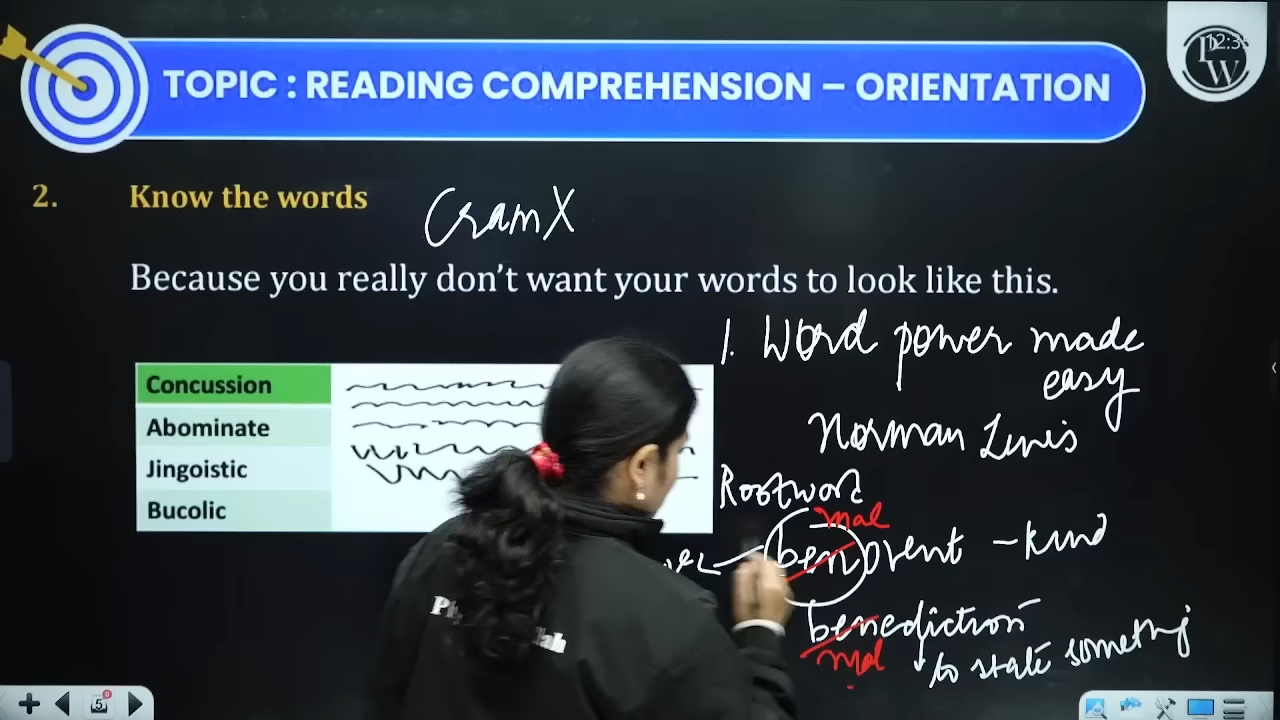 TOPIC : READING COMPREHENSION – ORIENTATION
2. Know the words
CramX
Because you really don't want your words to look like this.
1. Word power made
easy
Norman Lewis
Concussion
Abominate
Jingoistic
Bucolic
Rootword
mal
ben – kind
benediction
mal
to state something